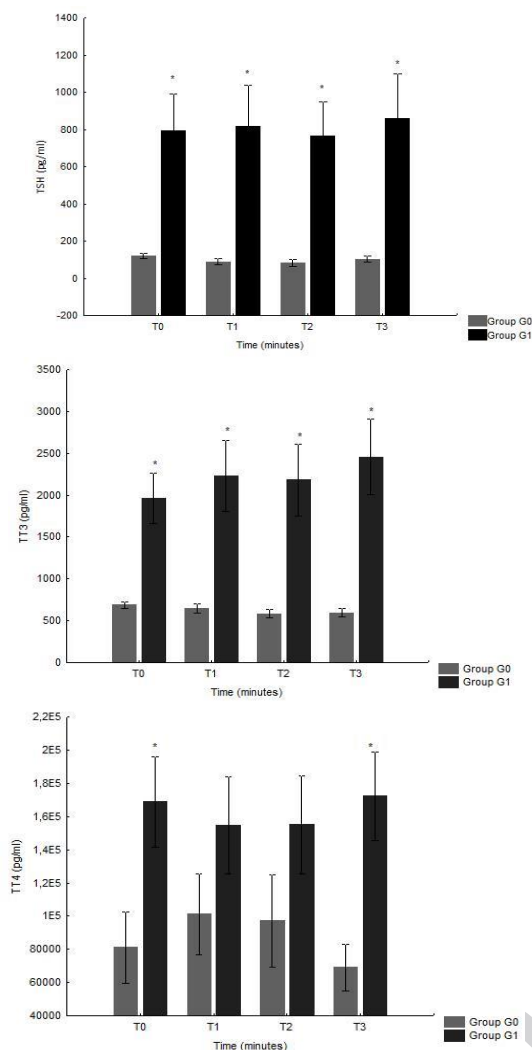 1400
1200
1000
800
600
400
200
0
-200
TSH (pg/ml)
* * * *
T0 T1 T2 T3
Time (minutes)
Group G0
Group G1
3500
3000
2500
2000
1500
1000
500
0
TT3 (pg/ml)
* * * *
T0 T1 T2 T3
Time (minutes)
Group G0
Group G1
2,2E5
2E5
1,8E5
1,6E5
1,4E5
1,2E5
1E5
80000
60000
40000
TT4 (pg/ml)
* *
T0 T1 T2 T3
Time (minutes)
Group G0
Group G1